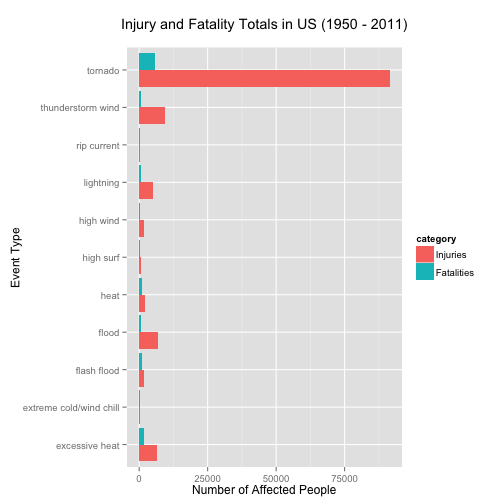 Injury and Fatality Totals in US (1950 - 2011)
tornado
thunderstorm wind
rip current
lightning
high wind
high surf
heat
flood
flash flood
extreme cold/wind chill
excessive heat
Event Type
0 25000 50000 75000
Number of Affected People
category
Injuries
Fatalities